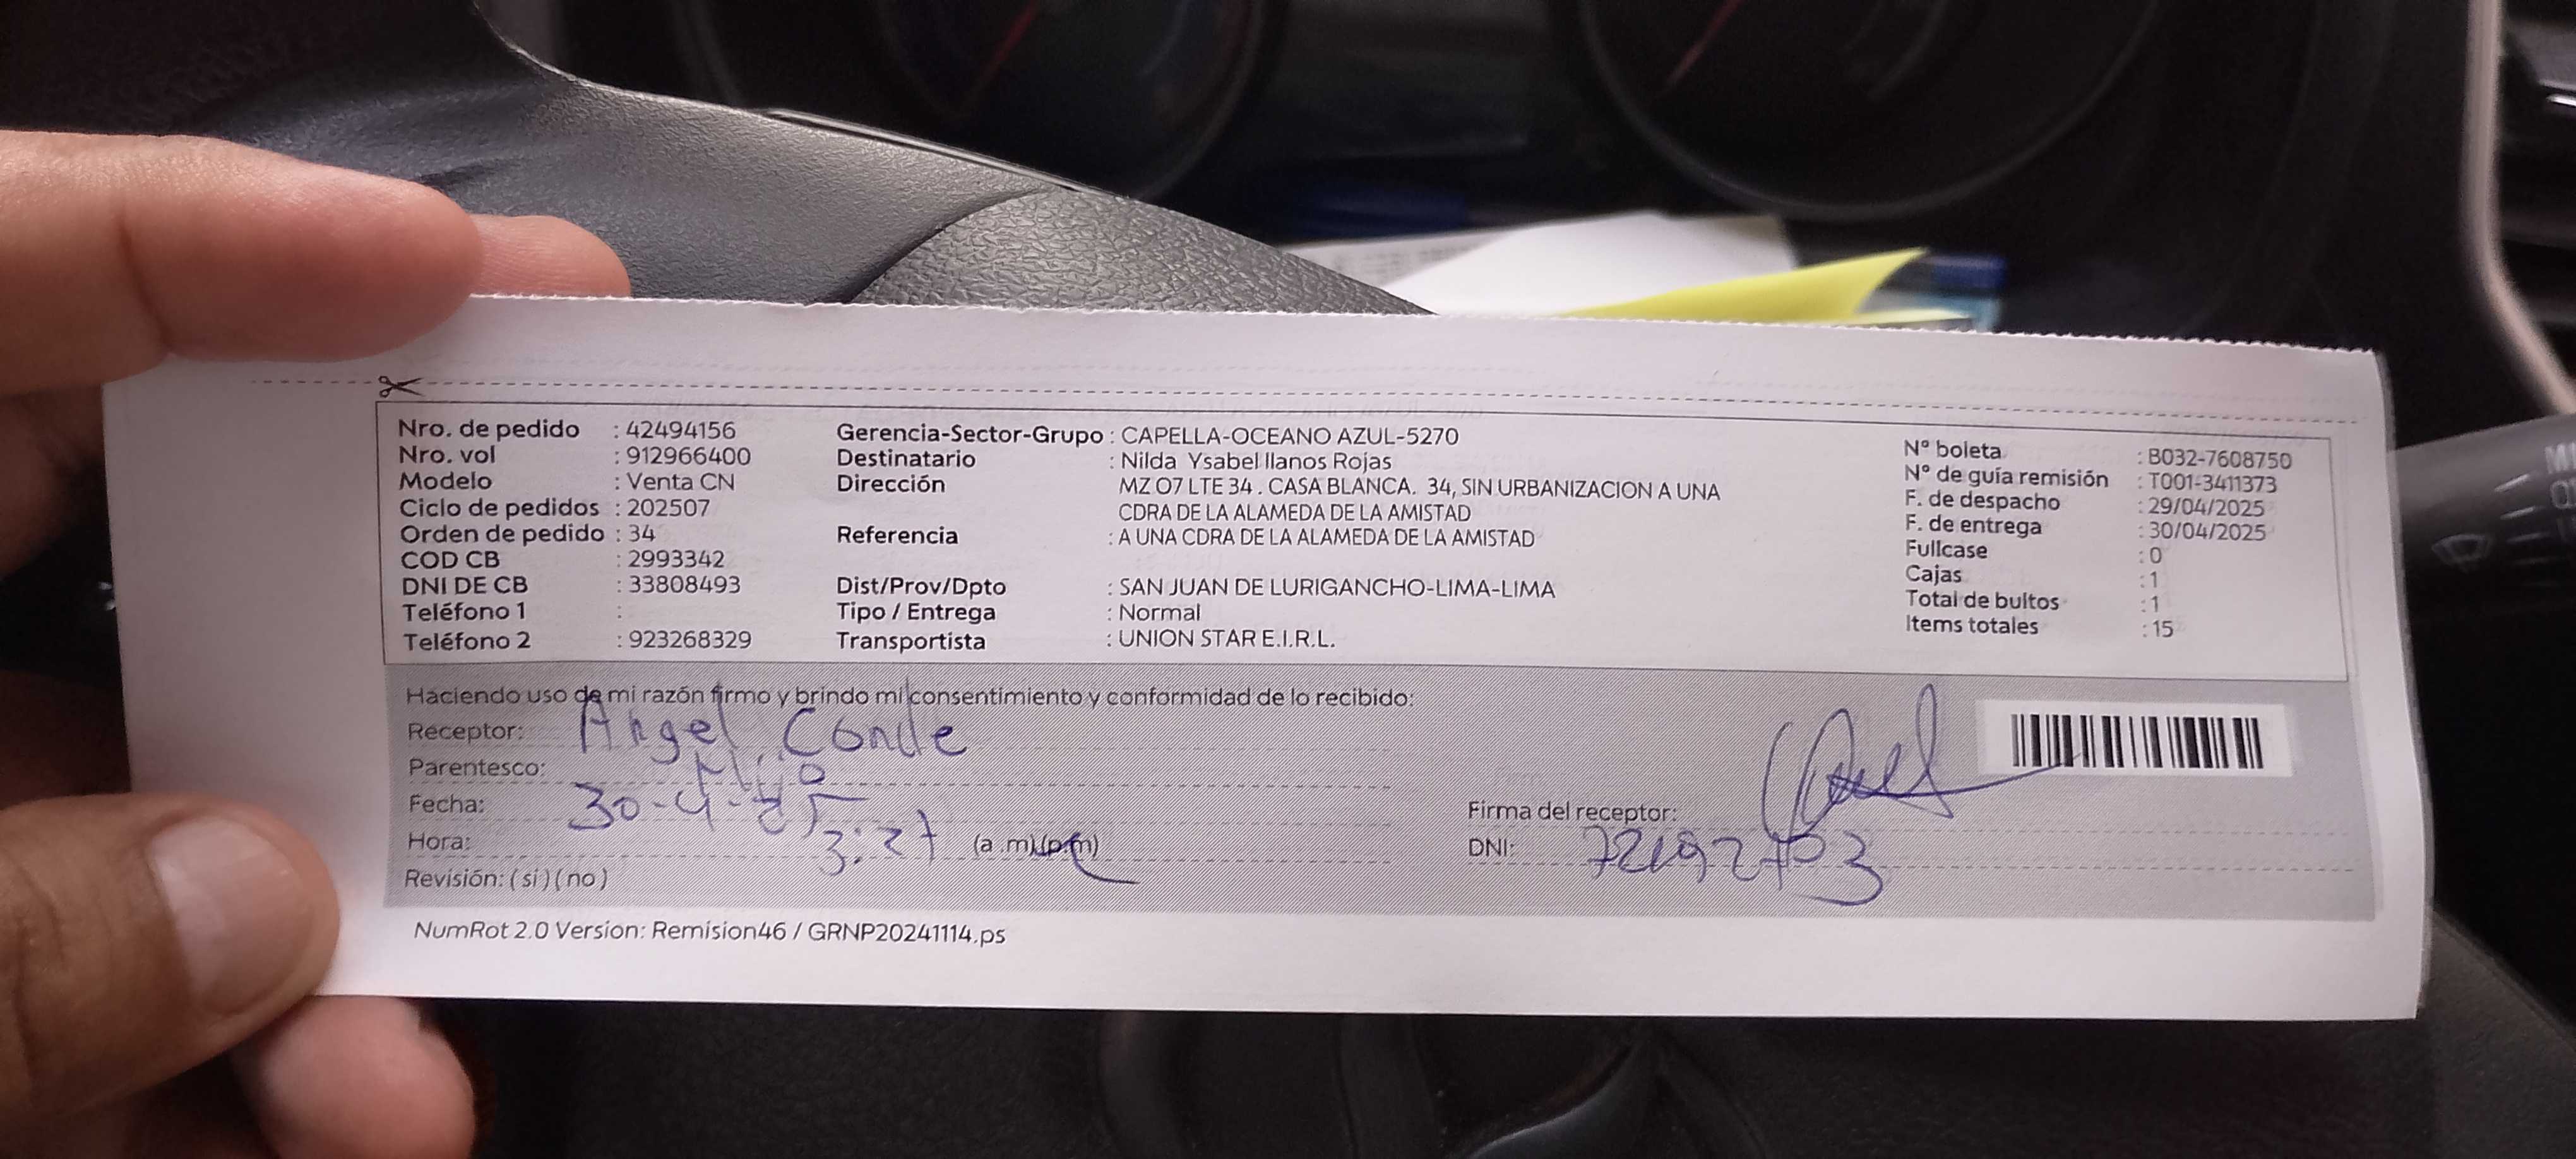 Nro. de pedido : 42494156
Nro. vol : 912966400
Modelo : Venta CN
Ciclo de pedidos : 202507
Orden de pedido : 34
COD CB : 2993342
DNI DE CB : 33808493
Teléfono 1 :
Teléfono 2 : 923268329
Gerencia-Sector-Grupo : CAPELLA-OCEANO AZUL-5270
Destinatario : Nilda Ysabel llanos Rojas
Dirección MZ O7 LTE 34 . CASA BLANCA. 34, SIN URBANIZACION A UNA
CDRA DE LA ALAMEDA DE LA AMISTAD
Referencia : A UNA CDRA DE LA ALAMEDA DE LA AMISTAD
Dist/Prov/Dpto : SAN JUAN DE LURIGANCHO-LIMA-LIMA
Tipo / Entrega : Normal
Transportista : UNION STAR E.I.R.L.
N° boleta : B032-7608750
N° de guía remisión : T001-3411373
F. de despacho : 29/04/2025
F. de entrega : 30/04/2025
Fullcase : 0
Cajas : 1
Total de bultos : 1
Items totales : 15
Haciendo uso de mi razón firmo y brindo mi consentimiento y conformidad de lo recibido:
Receptor: Angel Conde
Parentesco: Hijo
Fecha: 30-4-25
Hora: 3:27 (a .m)(p.m)
Revisión: (si) (no)
Firma del receptor:
DNI:
NumRot 2.0 Version: Remision46 / GRNP20241114.ps